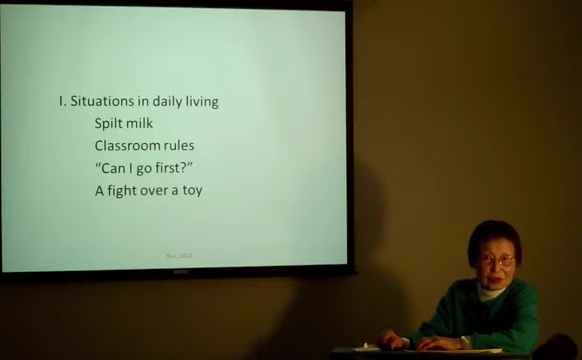 I. Situations in daily living
Spilt milk
Classroom rules
“Can I go first?”
A fight over a toy